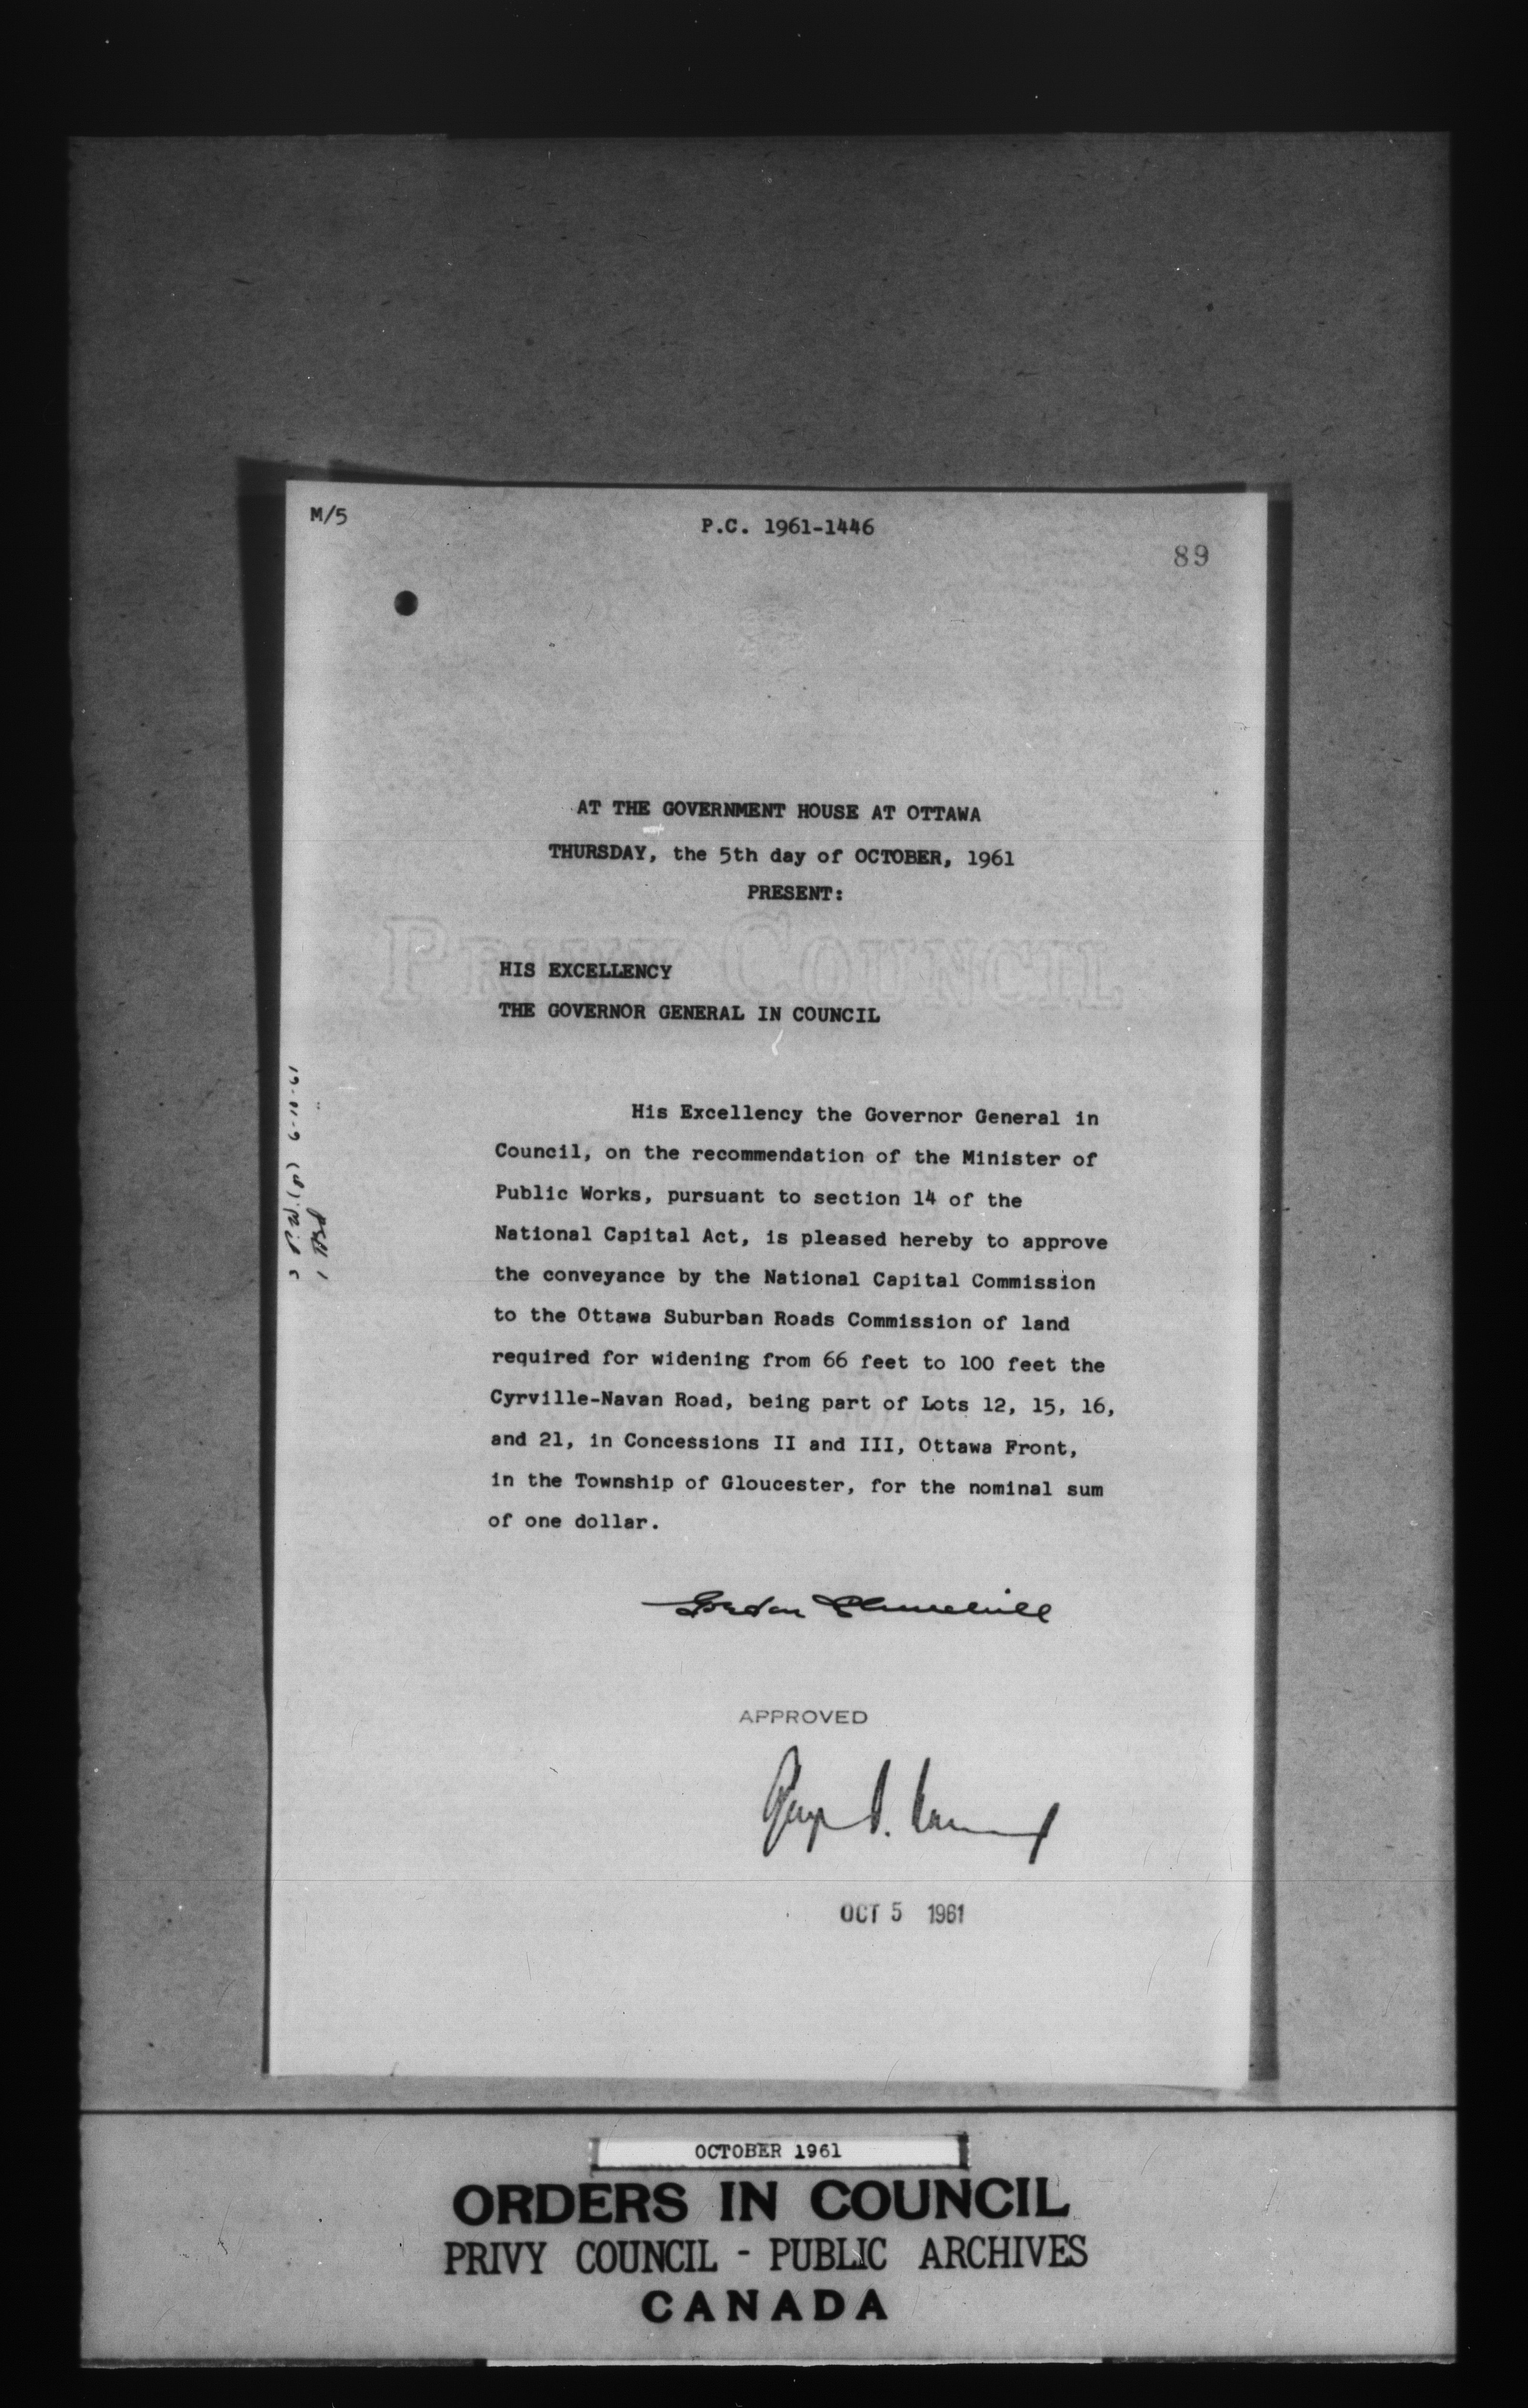 M/5
P.C. 1961-1446
89
AT THE GOVERNMENT HOUSE AT OTTAWA
THURSDAY, the 5th day of OCTOBER, 1961
PRESENT:
PRIVY COUNCIL
HIS EXCELLENCY
THE GOVERNOR GENERAL IN COUNCIL
His Excellency the Governor General in
Council, on the recommendation of the Minister of
Public Works, pursuant to section 14 of the
National Capital Act, is pleased hereby to approve
the conveyance by the National Capital Commission
to the Ottawa Suburban Roads Commission of land
required for widening from 66 feet to 100 feet the
Cyrville-Navan Road, being part of Lots 12, 15, 16,
and 21, in Concessions II and III, Ottawa Front,
in the Township of Gloucester, for the nominal sum
of one dollar.
Gordon Churchill
APPROVED
OCT 5 1961
OCTOBER 1961
ORDERS IN COUNCIL
PRIVY COUNCIL - PUBLIC ARCHIVES
CANADA